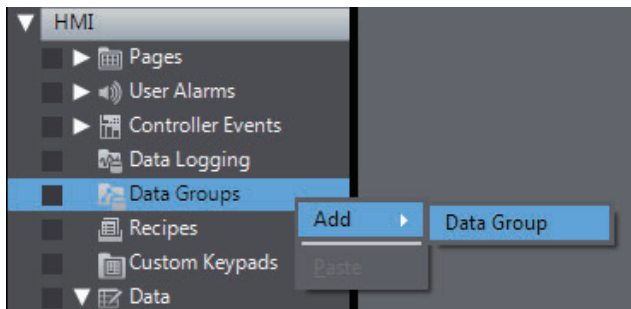 HMI
Pages
User Alarms
Controller Events
Data Logging
Data Groups
Add
Data Group
Recipes
Paste
Custom Keypads
Data